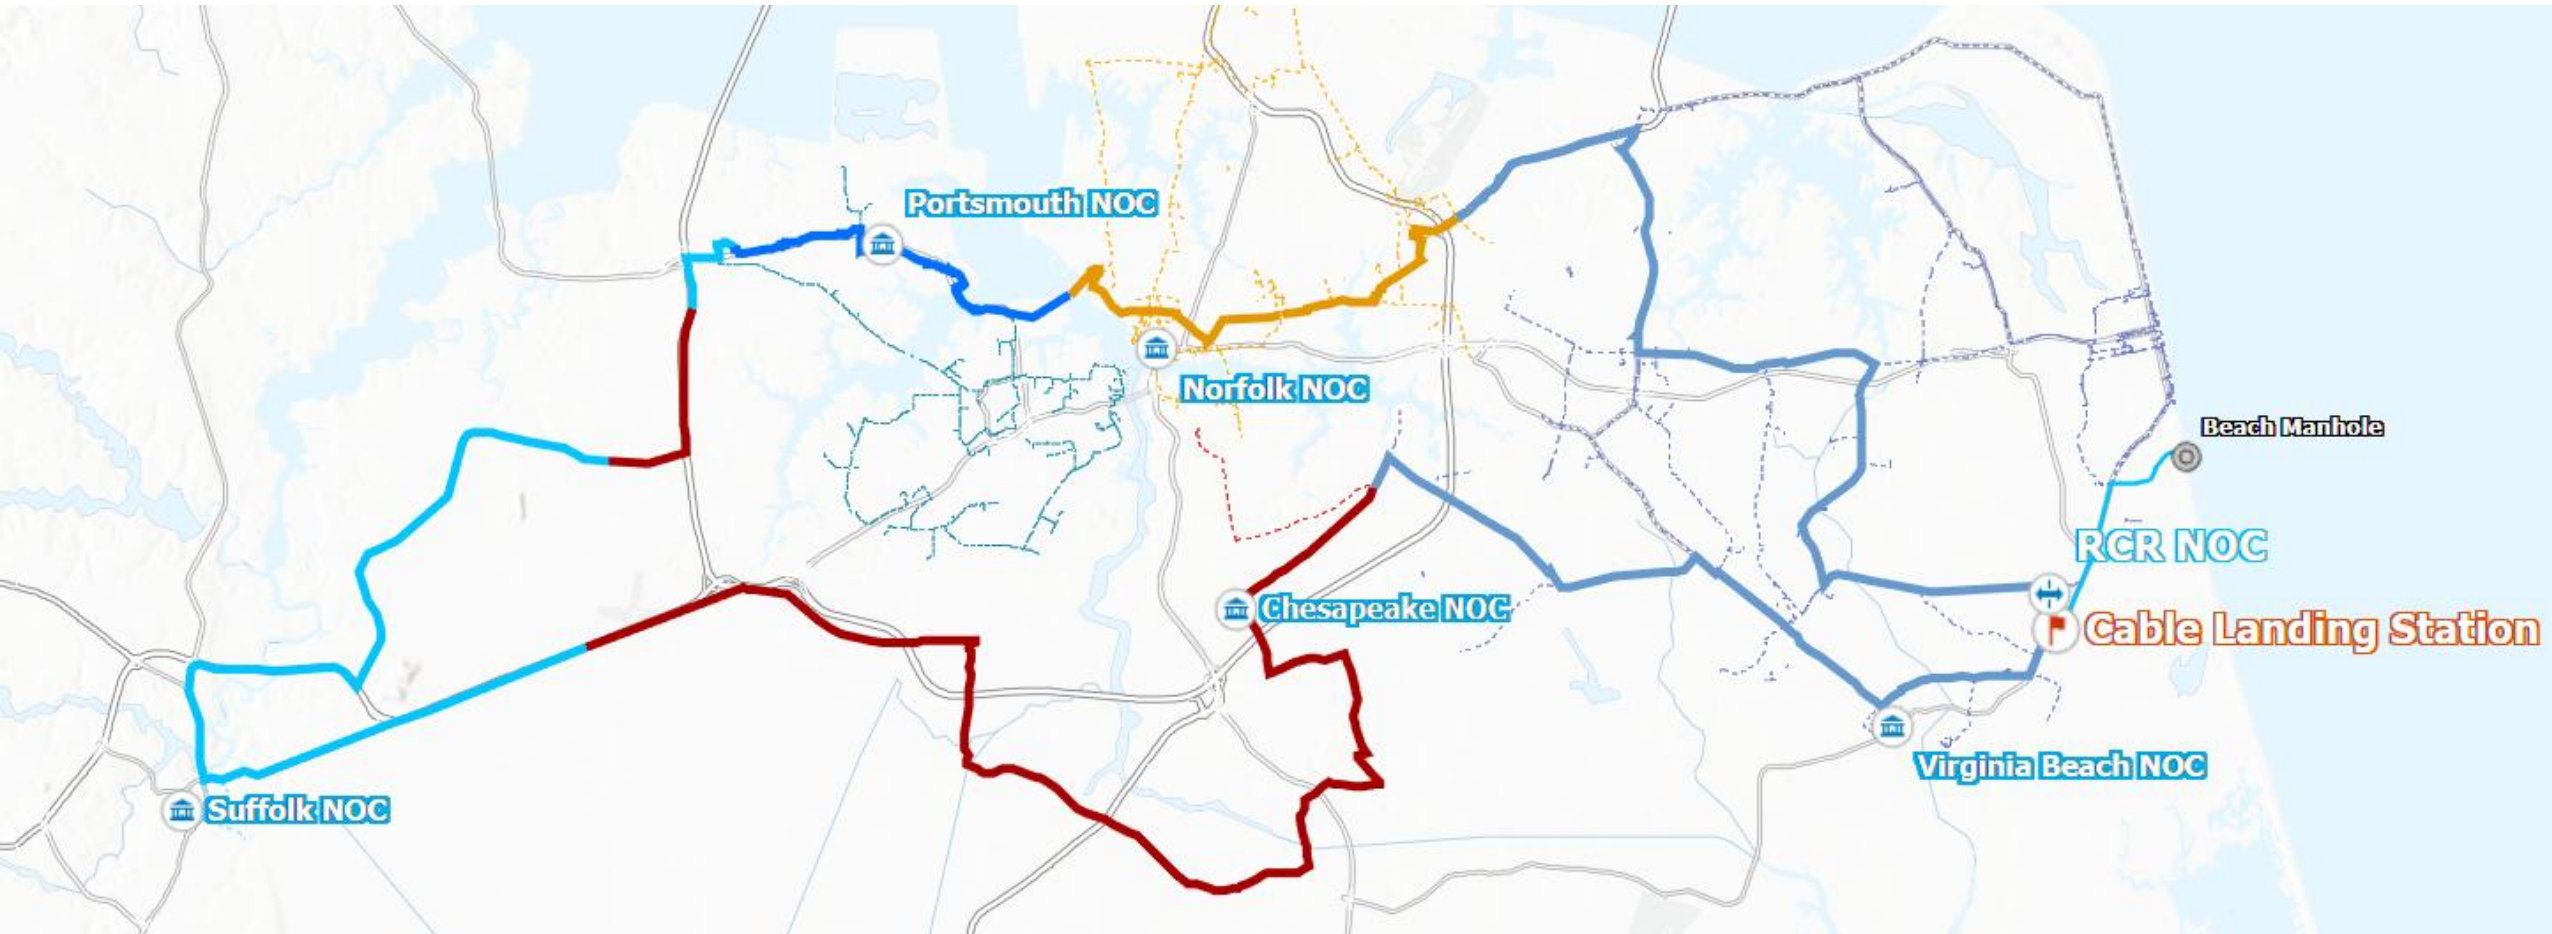 Portsmouth NOC
Norfolk NOC
Beach Manhole
RCR NOC
Chesapeake NOC
Cable Landing Station
Virginia Beach NOC
Suffolk NOC